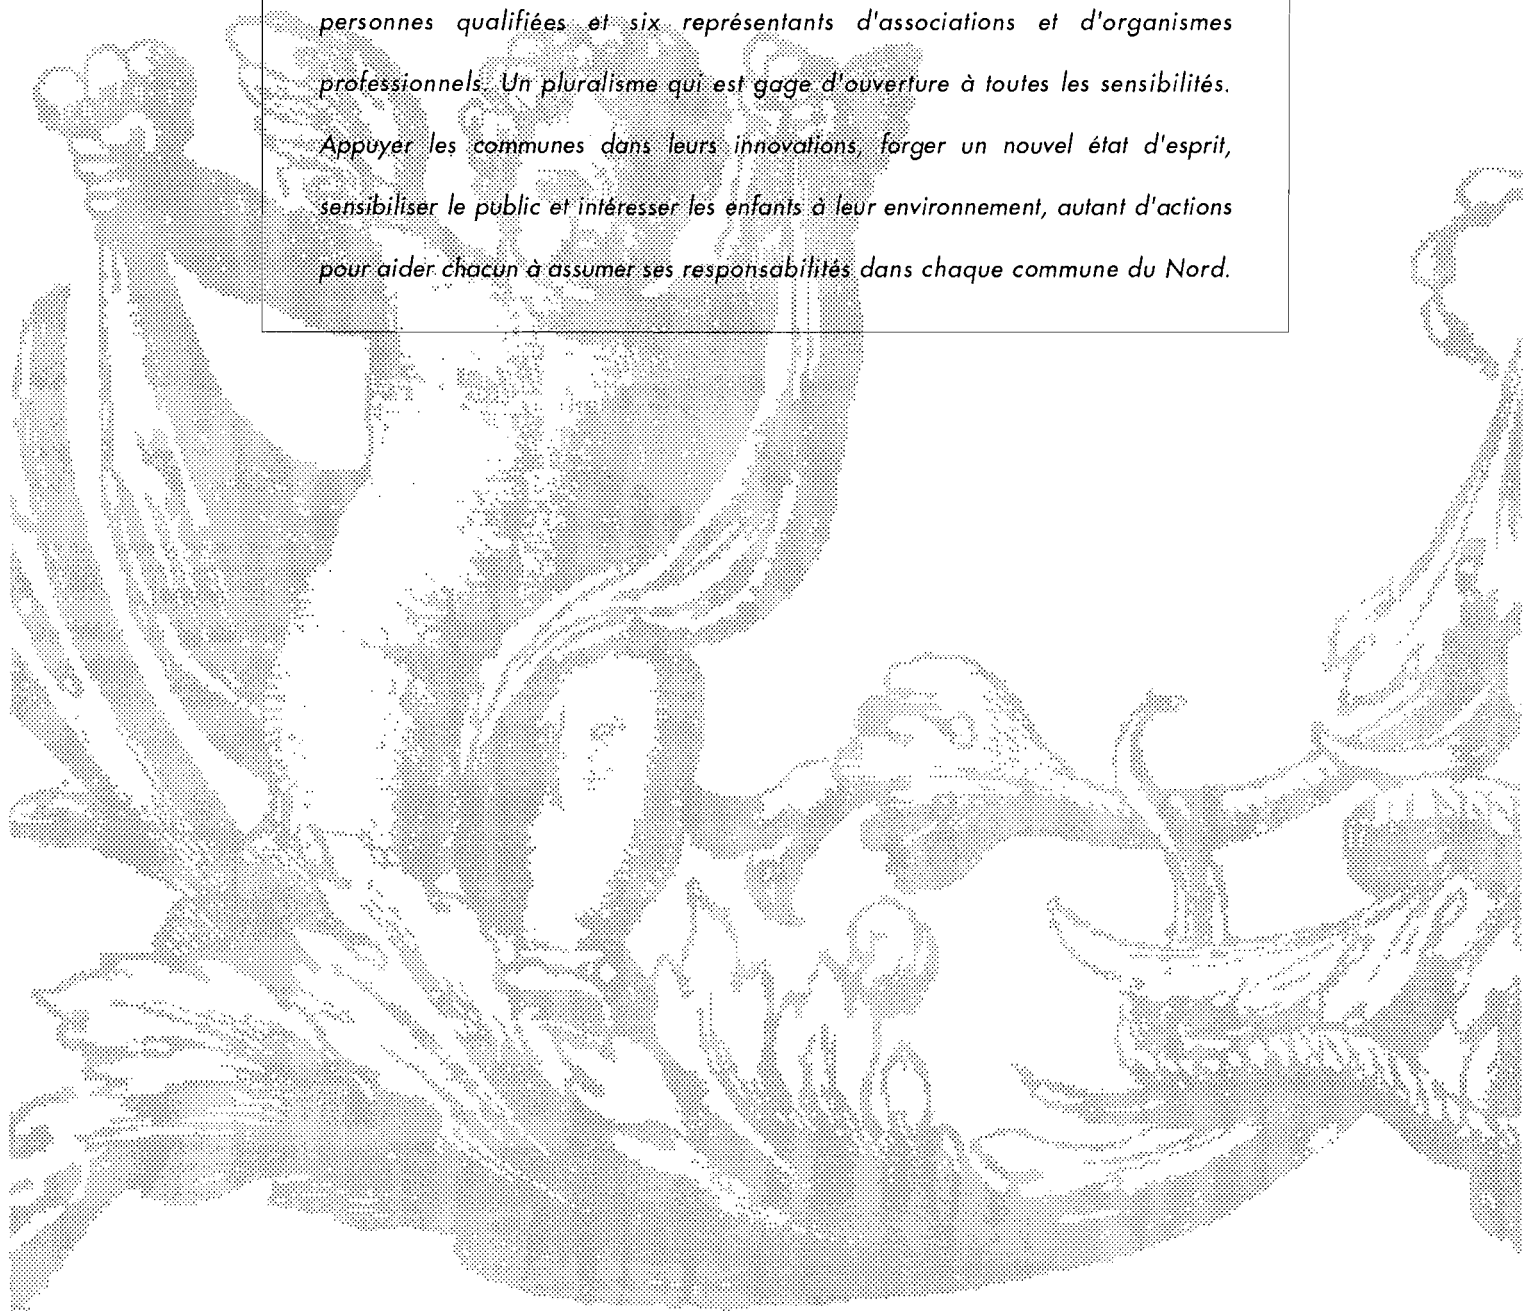 personnes qualifiées et six représentants d'associations et d'organismes
professionnels. Un pluralisme qui est gage d'ouverture à toutes les sensibilités.
Appuyer les communes dans leurs innovations, forger un nouvel état d'esprit,
sensibiliser le public et intéresser les enfants à leur environnement, autant d'actions
pour aider chacun à assumer ses responsabilités dans chaque commune du Nord.